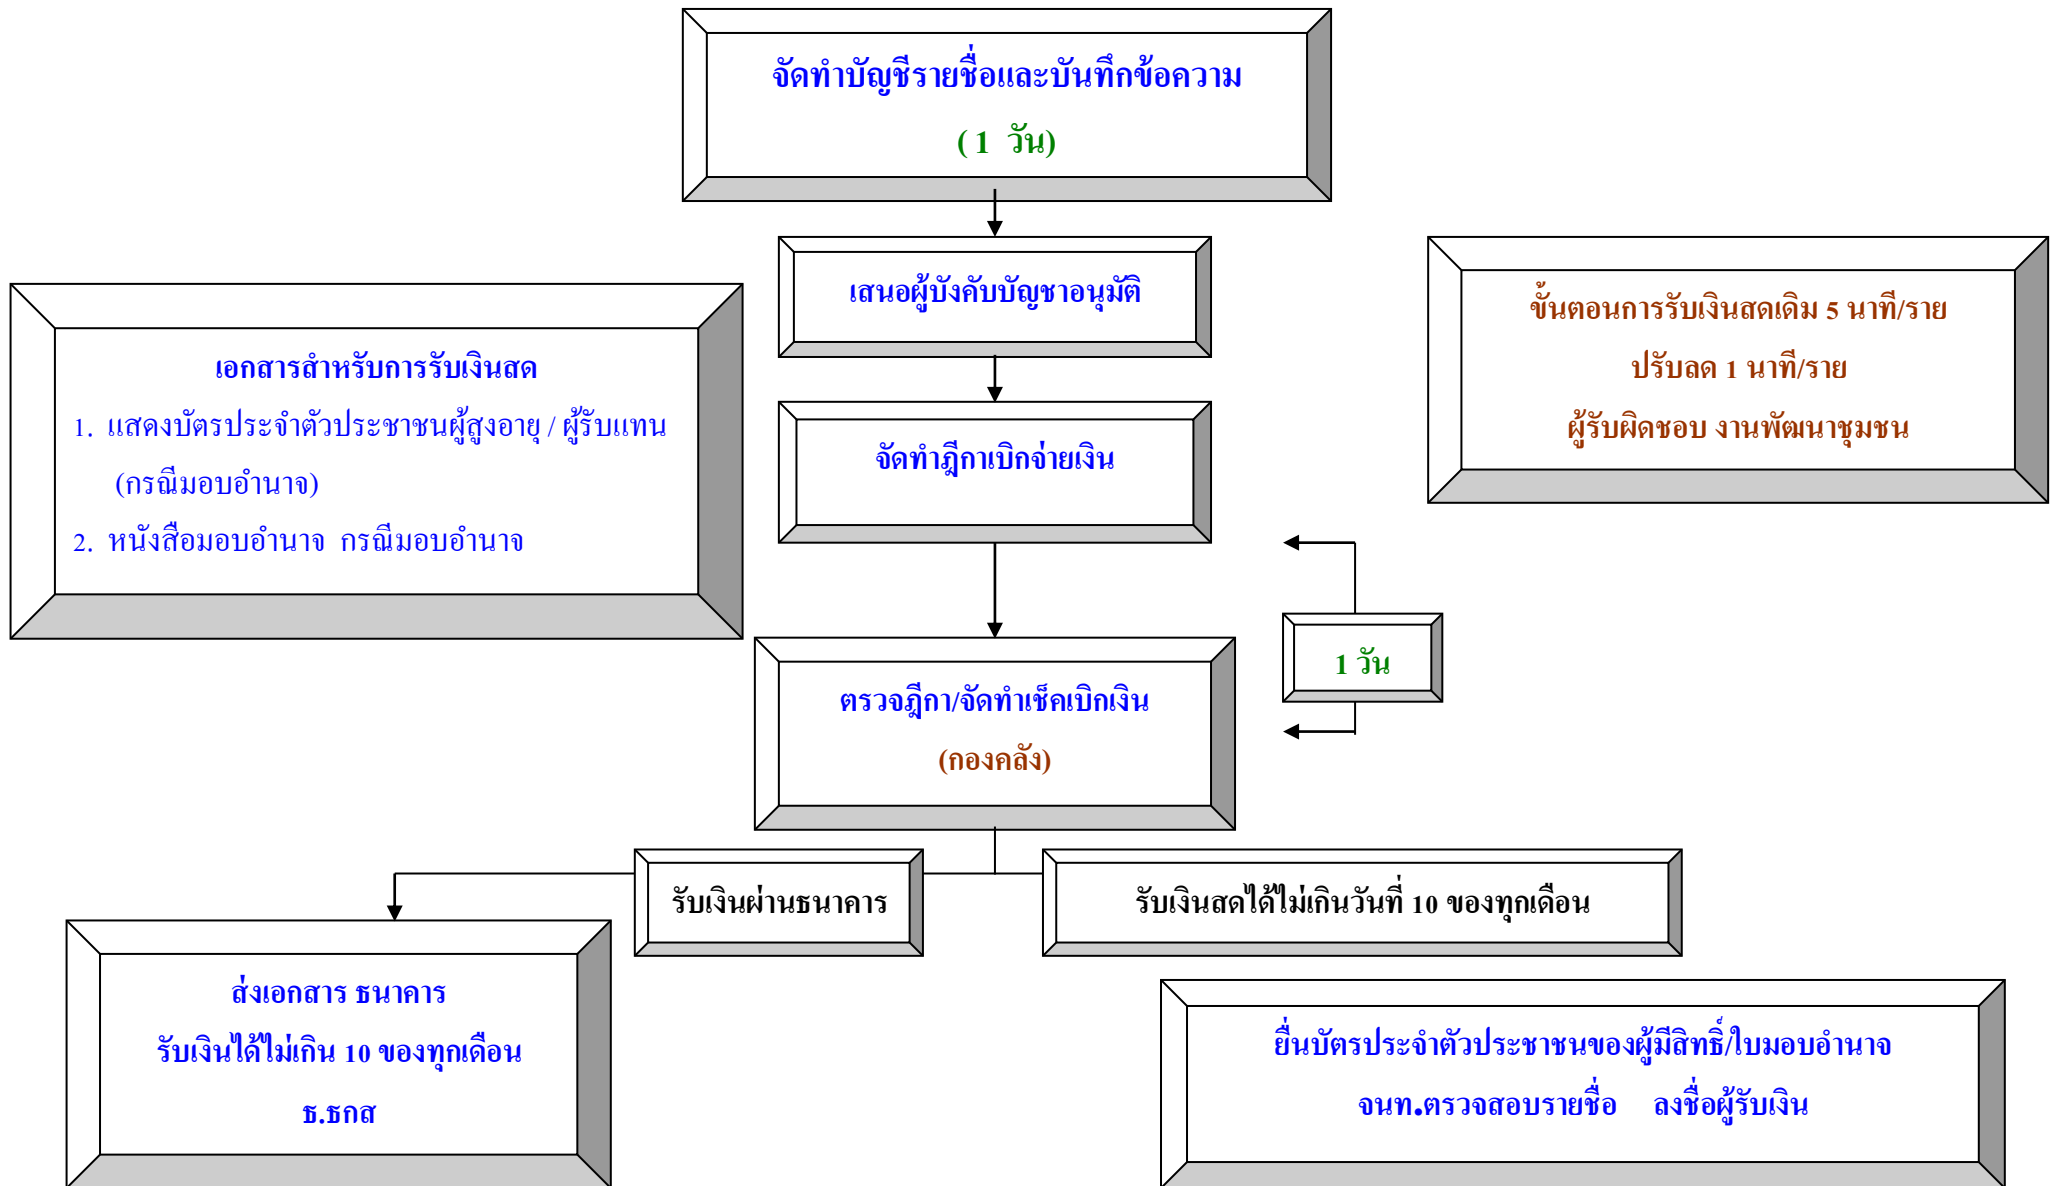 จัดทำบัญชีรายชื่อและบันทึกข้อความ
( 1 วัน)
เสนอผู้บังคับบัญชาอนุมัติ
ขั้นตอนการรับเงินสดเดิม 5 นาที/ราย
ปรับลด 1 นาที/ราย
ผู้รับผิดชอบ งานพัฒนาชุมชน
เอกสารสำหรับการรับเงินสด
1. แสดงบัตรประจำตัวประชาชนผู้สูงอายุ / ผู้รับแทน
(กรณีมอบอำนาจ)
2. หนังสือมอบอำนาจ กรณีมอบอำนาจ
จัดทำฎีกาเบิกจ่ายเงิน
1 วัน
ตรวจฎีกา/จัดทำเช็คเบิกเงิน
(กองคลัง)
รับเงินผ่านธนาคาร
รับเงินสดได้ไม่เกินวันที่ 10 ของทุกเดือน
ส่งเอกสาร ธนาคาร
รับเงินได้ไม่เกิน 10 ของทุกเดือน
ธ.ธกส
ยื่นบัตรประจำตัวประชาชนของผู้มีสิทธิ์/ใบมอบอำนาจ
จนท.ตรวจสอบรายชื่อ ลงชื่อผู้รับเงิน